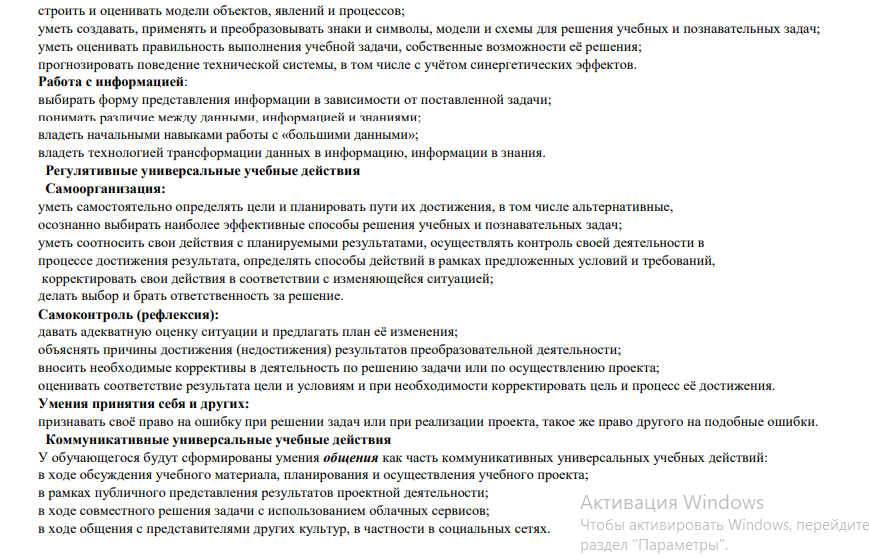 строить и оценивать модели объектов, явлений и процессов;
уметь создавать, применять и преобразовывать знаки и символы, модели и схемы для решения учебных и познавательных задач;
уметь оценивать правильность выполнения учебной задачи, собственные возможности её решения;
прогнозировать поведение технической системы, в том числе с учётом синергетических эффектов.
Работа с информацией:
выбирать форму представления информации в зависимости от поставленной задачи;
понимать различие между данными, информацией и знаниями;
владеть начальными навыками работы с «большими данными»;
владеть технологией трансформации данных в информацию, информации в знания.
Регулятивные универсальные учебные действия
Самоорганизация:
уметь самостоятельно определять цели и планировать пути их достижения, в том числе альтернативные,
осознанно выбирать наиболее эффективные способы решения учебных и познавательных задач;
уметь соотносить свои действия с планируемыми результатами, осуществлять контроль своей деятельности в
процессе достижения результата, определять способы действий в рамках предложенных условий и требований,
корректировать свои действия в соответствии с изменяющейся ситуацией;
делать выбор и брать ответственность за решение.
Самоконтроль (рефлексия):
давать адекватную оценку ситуации и предлагать план её изменения;
объяснять причины достижения (недостижения) результатов преобразовательной деятельности;
вносить необходимые коррективы в деятельность по решению задачи или по осуществлению проекта;
оценивать соответствие результата цели и условиям и при необходимости корректировать цель и процесс её достижения.
Умения принятия себя и других:
признавать своё право на ошибку при решении задач или при реализации проекта, такое же право другого на подобные ошибки.
Коммуникативные универсальные учебные действия
У обучающегося будут сформированы умения общения как часть коммуникативных универсальных учебных действий:
в ходе обсуждения учебного материала, планирования и осуществления учебного проекта;
в рамках публичного представления результатов проектной деятельности;
в ходе совместного решения задачи с использованием облачных сервисов;
в ходе общения с представителями других культур, в частности в социальных сетях.
Активация Windows
Чтобы активировать Windows, перейдите
раздел "Параметры".